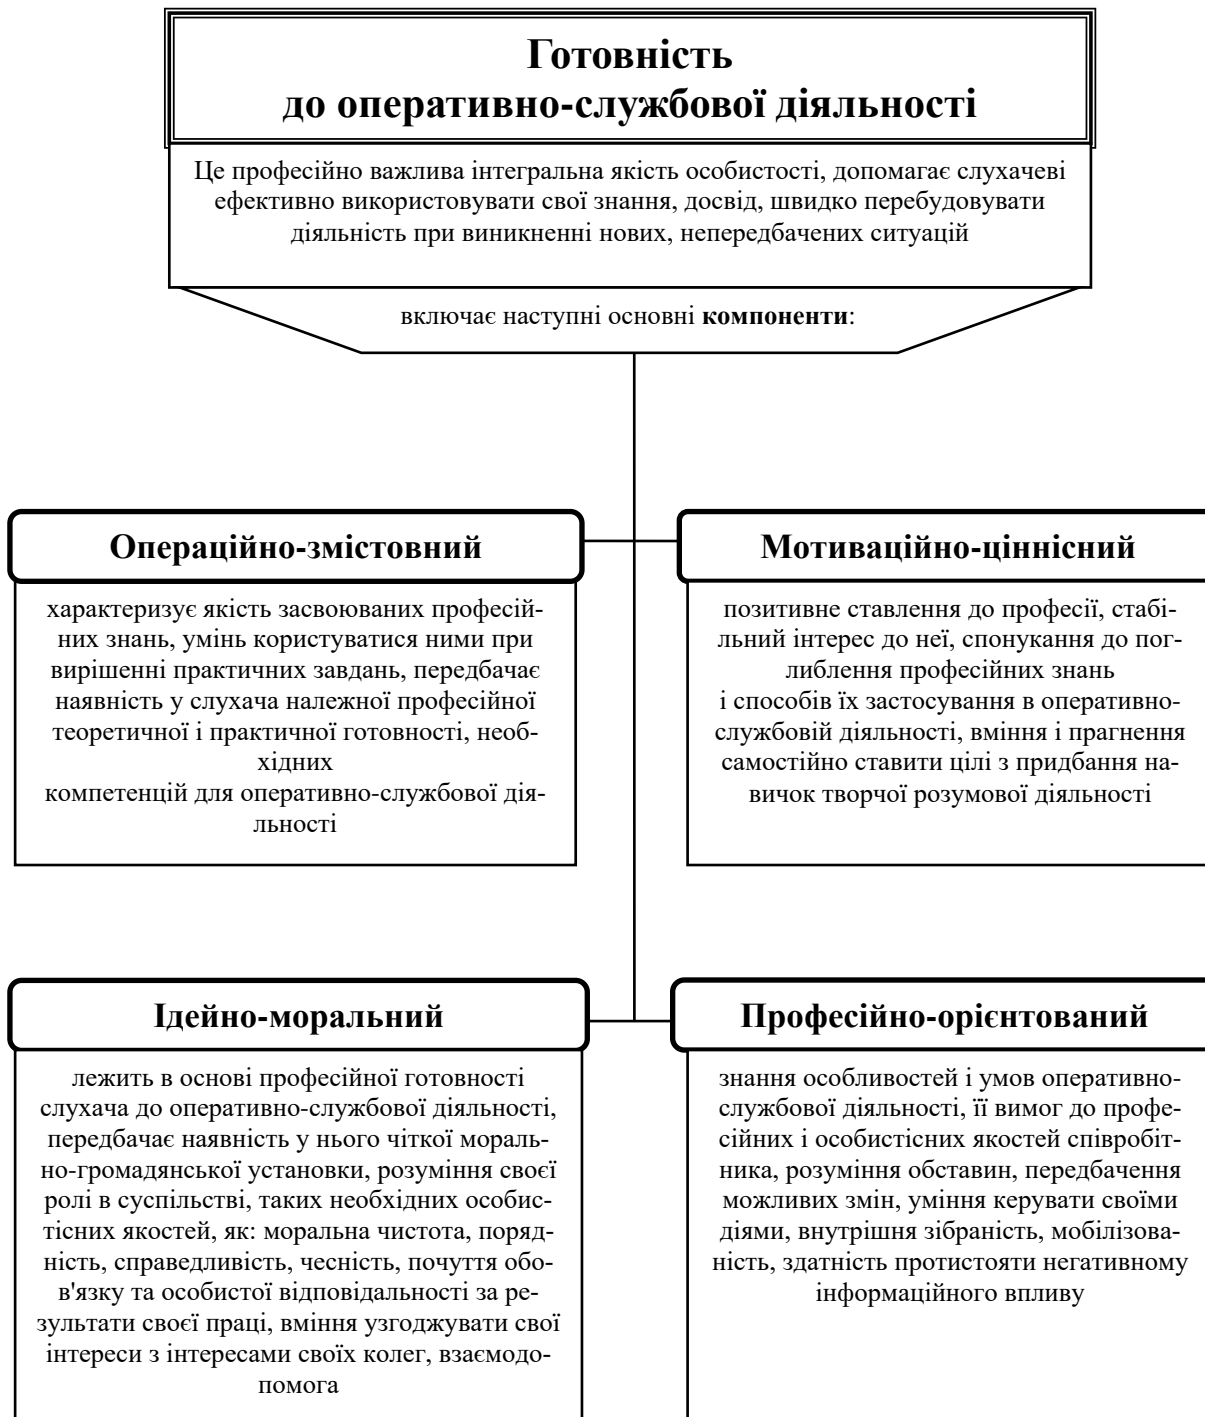 Готовність
до оперативно-службової діяльності
Це професійно важлива інтегральна якість особистості, допомагає слухачеві
ефективно використовувати свої знання, досвід, швидко перебудовувати
діяльність при виникненні нових, непередбачених ситуацій
включає наступні основні компоненти:
Операційно-змістовний
характеризує якість засвоюваних професій-
них знань, умінь користуватися ними при
вирішенні практичних завдань, передбачає
наявність у слухача належної професійної
теоретичної і практичної готовності, необ-
хідних
компетенцій для оперативно-службової дія-
льності
Мотиваційно-ціннісний
позитивне ставлення до професії, стабі-
льний інтерес до неї, спонукання до пог-
либлення професійних знань
і способів їх застосування в оперативно-
службовій діяльності, вміння і прагнення
самостійно ставити цілі з придбання на-
вичок творчої розумової діяльності
Ідейно-моральний
лежить в основі професійної готовності
слухача до оперативно-службової діяльності,
передбачає наявність у нього чіткої мораль-
но-громадянської установки, розуміння своєї
ролі в суспільстві, таких необхідних особис-
тісних якостей, як: моральна чистота, поряд-
ність, справедливість, чесність, почуття обо-
в'язку та особистої відповідальності за ре-
зультати своєї праці, вміння узгоджувати свої
інтереси з інтересами своїх колег, взаємодо-
помога
Професійно-орієнтований
знання особливостей і умов оперативно-
службової діяльності, її вимог до профе-
сійних і особистісних якостей співробіт-
ника, розуміння обставин, передбачення
можливих змін, уміння керувати своїми
діями, внутрішня зібраність, мобілізова-
ність, здатність протистояти негативному
інформаційного впливу